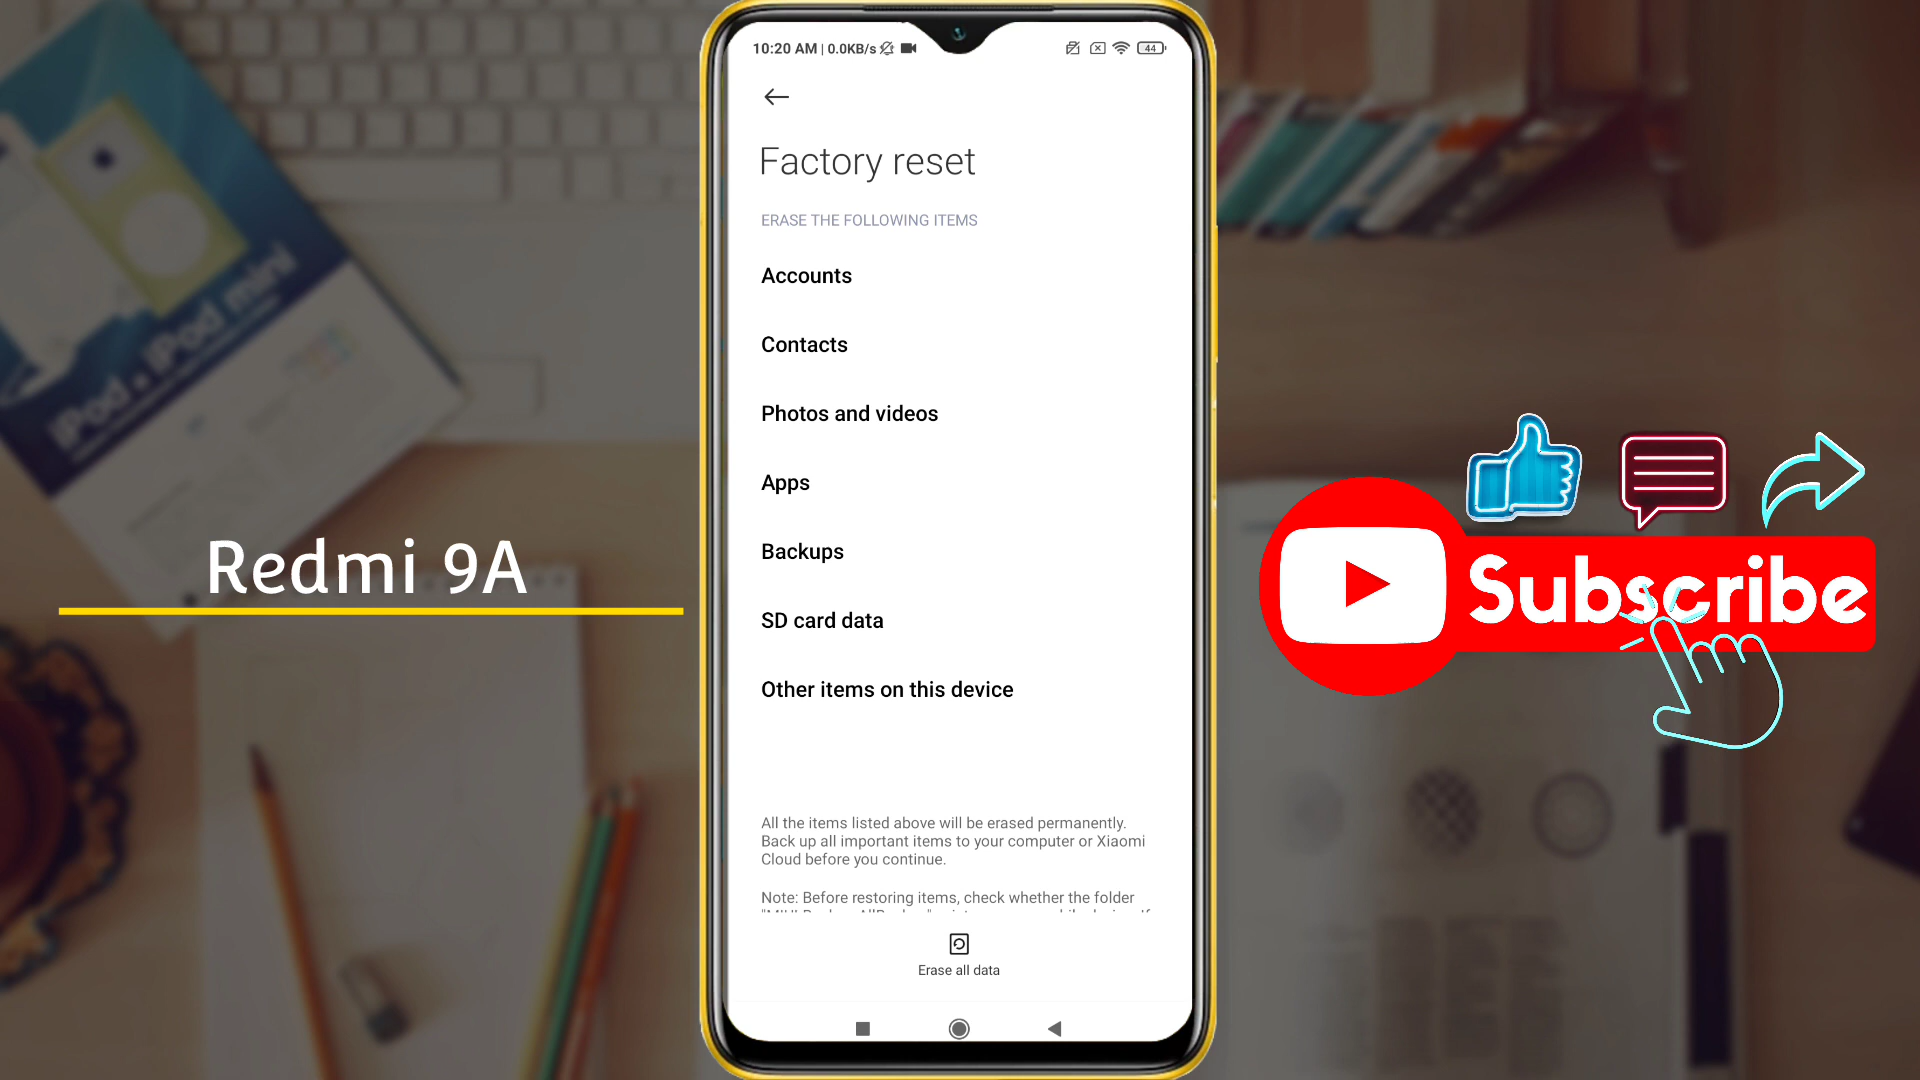 10:20 AM | 0.0KB/s
44
Factory reset
ERASE THE FOLLOWING ITEMS
Accounts
Contacts
Photos and videos
Apps
Backups
SD card data
Other items on this device
All the items listed above will be erased permanently.
Back up all important items to your computer or Xiaomi
Cloud before you continue.
Note: Before restoring items, check whether the folder
Erase all data
Redmi 9A
Subscribe
iPod + iPod mini